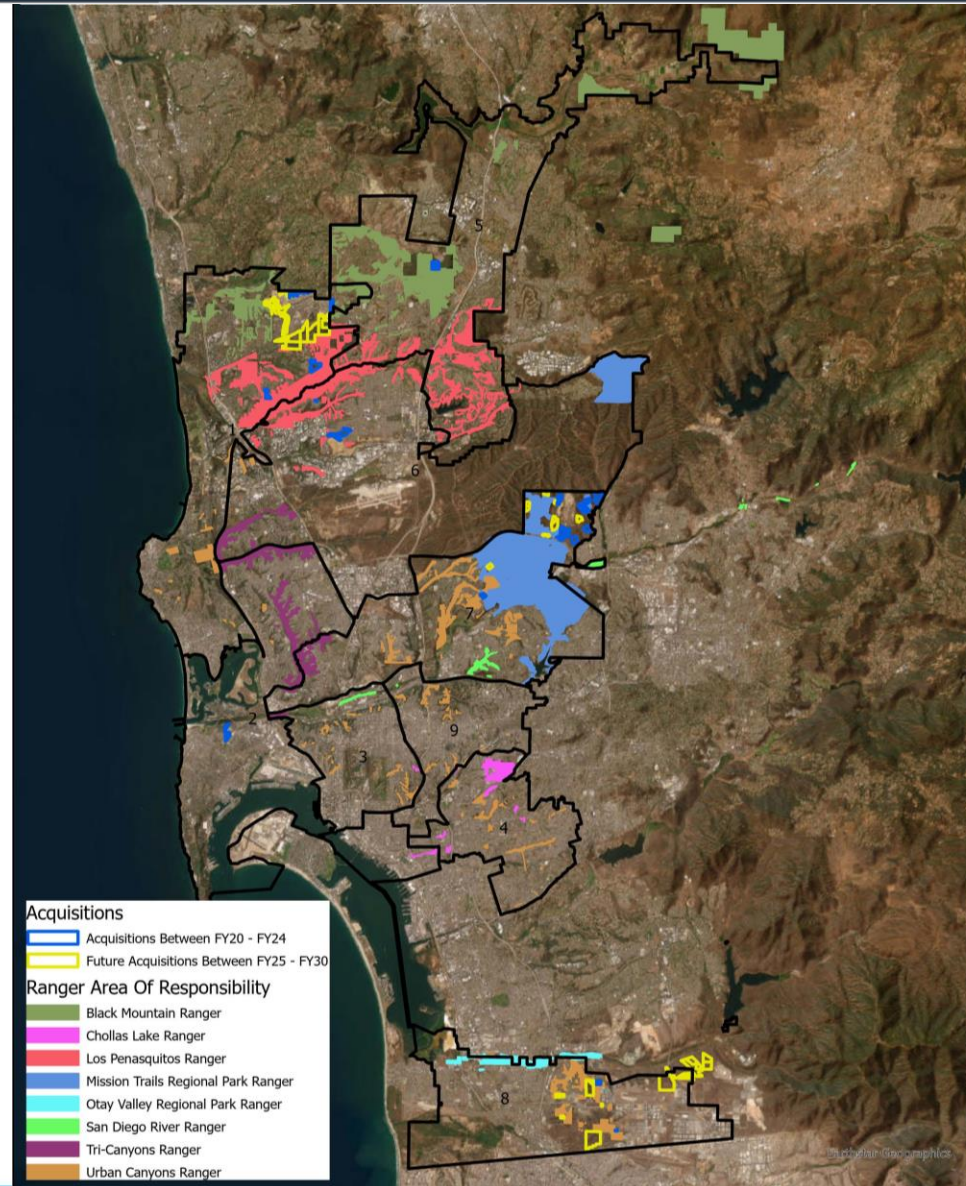 5
1
6
7
2
3
9
4
8
Acquisitions
Acquisitions Between FY20 - FY24
Future Acquisitions Between FY25 - FY30
Ranger Area Of Responsibility
Black Mountain Ranger
Chollas Lake Ranger
Los Penasquitos Ranger
Mission Trails Regional Park Ranger
Otay Valley Regional Park Ranger
San Diego River Ranger
Tri-Canyons Ranger
Urban Canyons Ranger
Earthstar Geographics